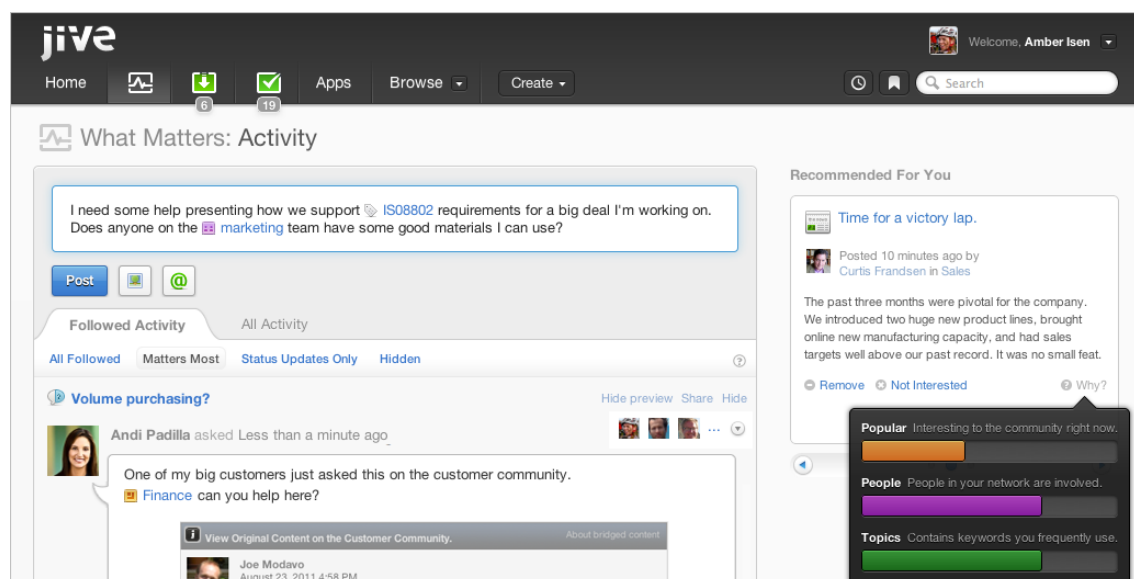 jive
Welcome, Amber Isen
Home
Apps
Browse
Create
Search
6
19
What Matters: Activity
I need some help presenting how we support IS08802 requirements for a big deal I'm working on.
Does anyone on the marketing team have some good materials I can use?
Post
@
Followed Activity
All Activity
All Followed
Matters Most
Status Updates Only
Hidden
?
Volume purchasing?
Hide preview Share Hide
Andi Padilla asked Less than a minute ago
...
One of my big customers just asked this on the customer community.
Finance can you help here?
i View Original Content on the Customer Community.
About bridged content
Joe Modavo
August 23, 2011 4:58 PM
Recommended For You
Time for a victory lap.
Posted 10 minutes ago by
Curtis Frandsen in Sales
The past three months were pivotal for the company.
We introduced two huge new product lines, brought
online new manufacturing capacity, and had sales
targets well above our past record. It was no small feat.
Remove
Not Interested
? Why?
Popular Interesting to the community right now.
People People in your network are involved.
Topics Contains keywords you frequently use.